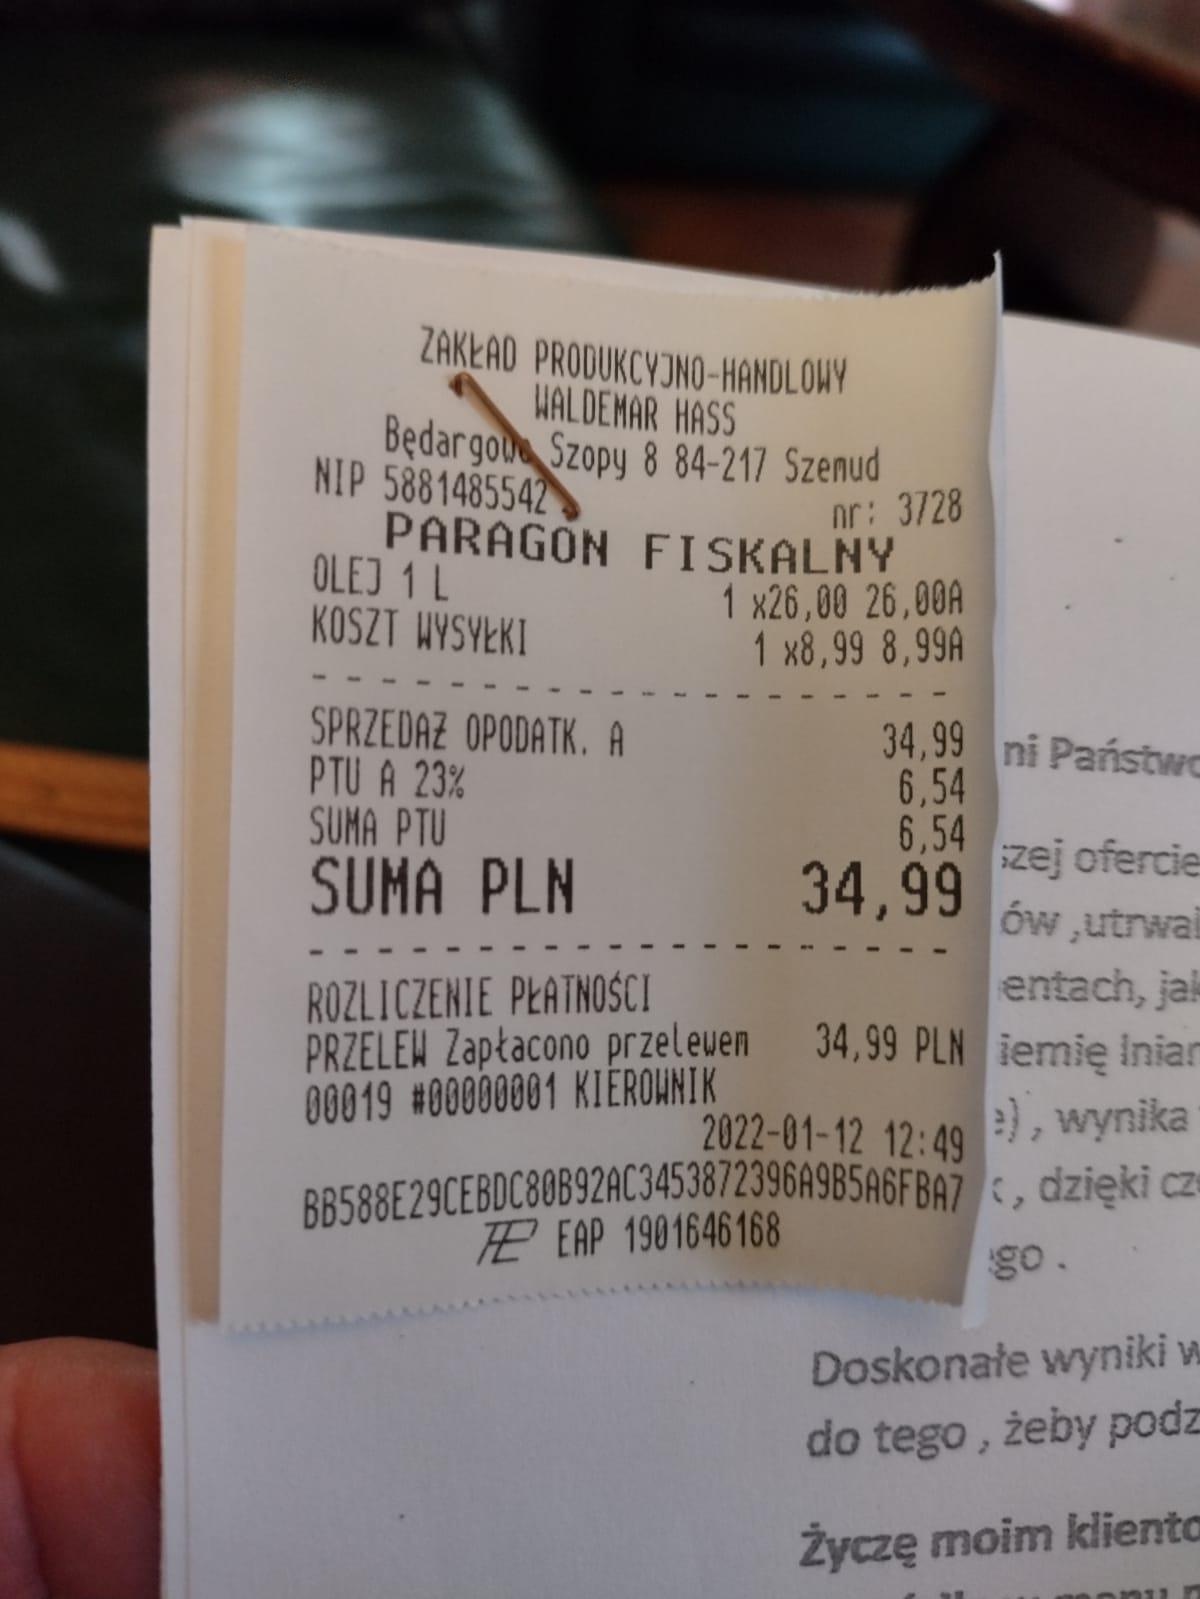 ZAKŁAD PRODUKCYJNO-HANDLOWY
WALDEMAR HASS
Będargowo Szopy 8 84-217 Szemud
NIP 5881485542
nr: 3728
PARAGON FISKALNY
OLEJ 1 L 1 x26,00 26,00A
KOSZT WYSYŁKI 1 x8,99 8,99A
SPRZEDAŻ OPODATK. A 34,99
PTU A 23% 6,54
SUMA PTU 6,54
SUMA PLN 34,99
ROZLICZENIE PŁATNOŚCI
PRZELEW Zapłacono przelewem 34,99 PLN
00019 #00000001 KIEROWNIK
2022-01-12 12:49
BB588E29CEBDC80B92AC3453872396A9B5A6FBA7
EAP 1901646168
ni Państwo
szej ofercie
ów ,utrwal
entach, jak
iemię lnian
e) , wynika
k , dzięki cz
ego .
Doskonałe wyniki w
do tego , żeby podz
Życzę moim kliento